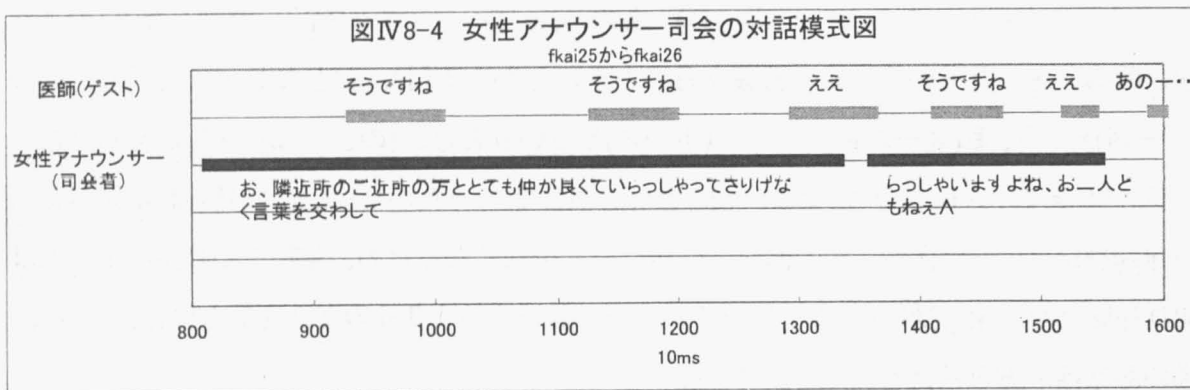 図Ⅳ8-4 女性アナウンサー司会の対話模式図
fkai25からfkai26
医師(ゲスト)
そうですね
そうですね
ええ
そうですね
ええ
あのー‥
女性アナウンサー
(司会者)
お、隣近所のご近所の方ととても仲が良くていらっしゃってさりげな
く言葉を交わして
らっしゃいますよね、お二人と
もねぇΛ
800 900 1000 1100 1200 1300 1400 1500 1600
10ms